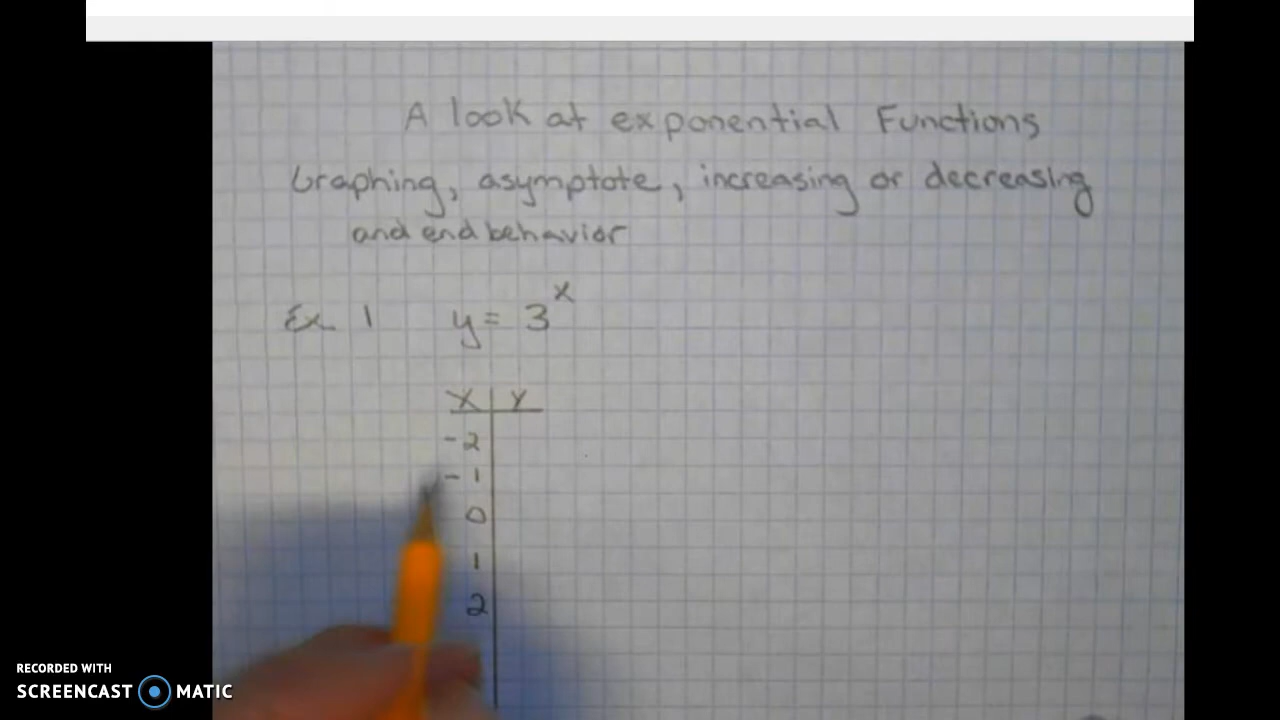 A look at exponential Functions
Graphing, asymptote, increasing or decreasing
and end behavior
Ex. 1 y = 3^x
X Y
-2
-1
0
1
2
RECORDED WITH
SCREENCAST MATIC